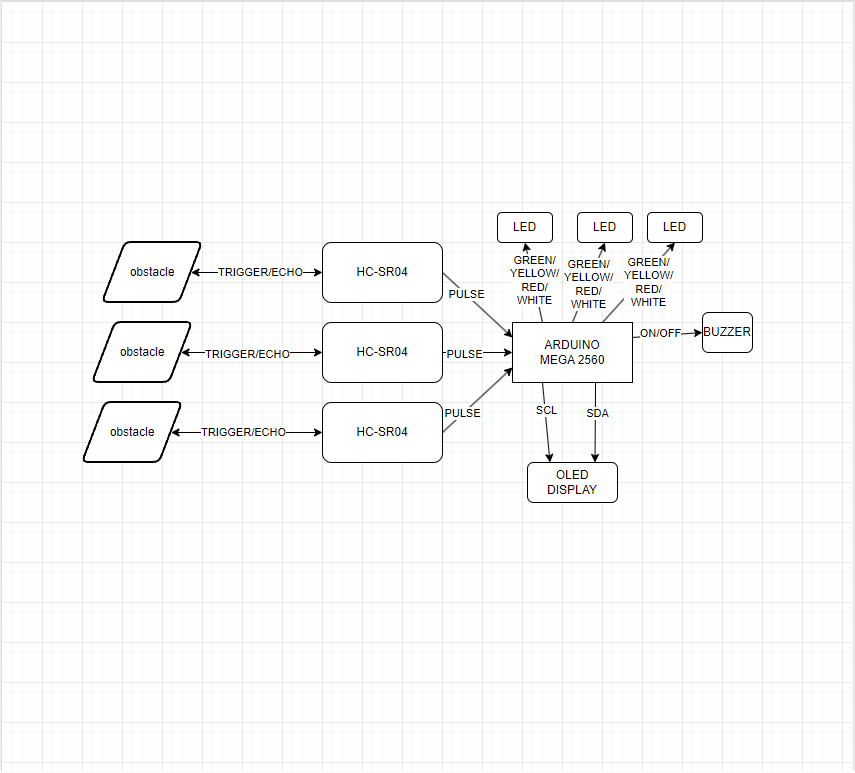 LED
LED
LED
GREEN/
YELLOW/
RED/
WHITE
GREEN/
YELLOW/
RED/
WHITE
GREEN/
YELLOW/
RED/
WHITE
obstacle
TRIGGER/ECHO
HC-SR04
PULSE
obstacle
TRIGGER/ECHO
HC-SR04
PULSE
ARDUINO
MEGA 2560
ON/OFF
BUZZER
obstacle
TRIGGER/ECHO
HC-SR04
PULSE
SCL
SDA
OLED
DISPLAY